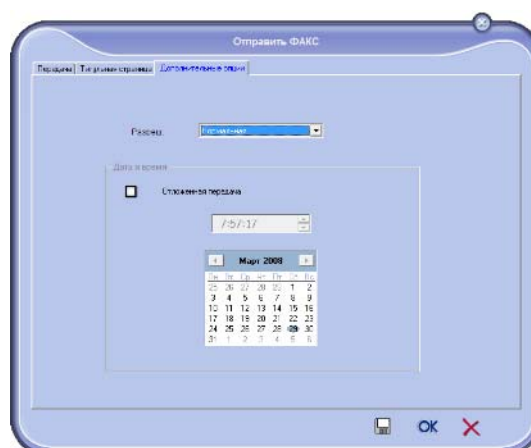 Отправить ФАКС
Передача Титульная страница Дополнительные опции
Разреш. Нормальная
Дата и время
Отложенная передача
7:57:17
Март 2008
Пн Вт Ср Чт Пт Сб Вс
25 26 27 28 29 1 2
3 4 5 6 7 8 9
10 11 12 13 14 15 16
17 18 19 20 21 22 23
24 25 26 27 28 29 30
31 1 2 3 4 5 6
OK